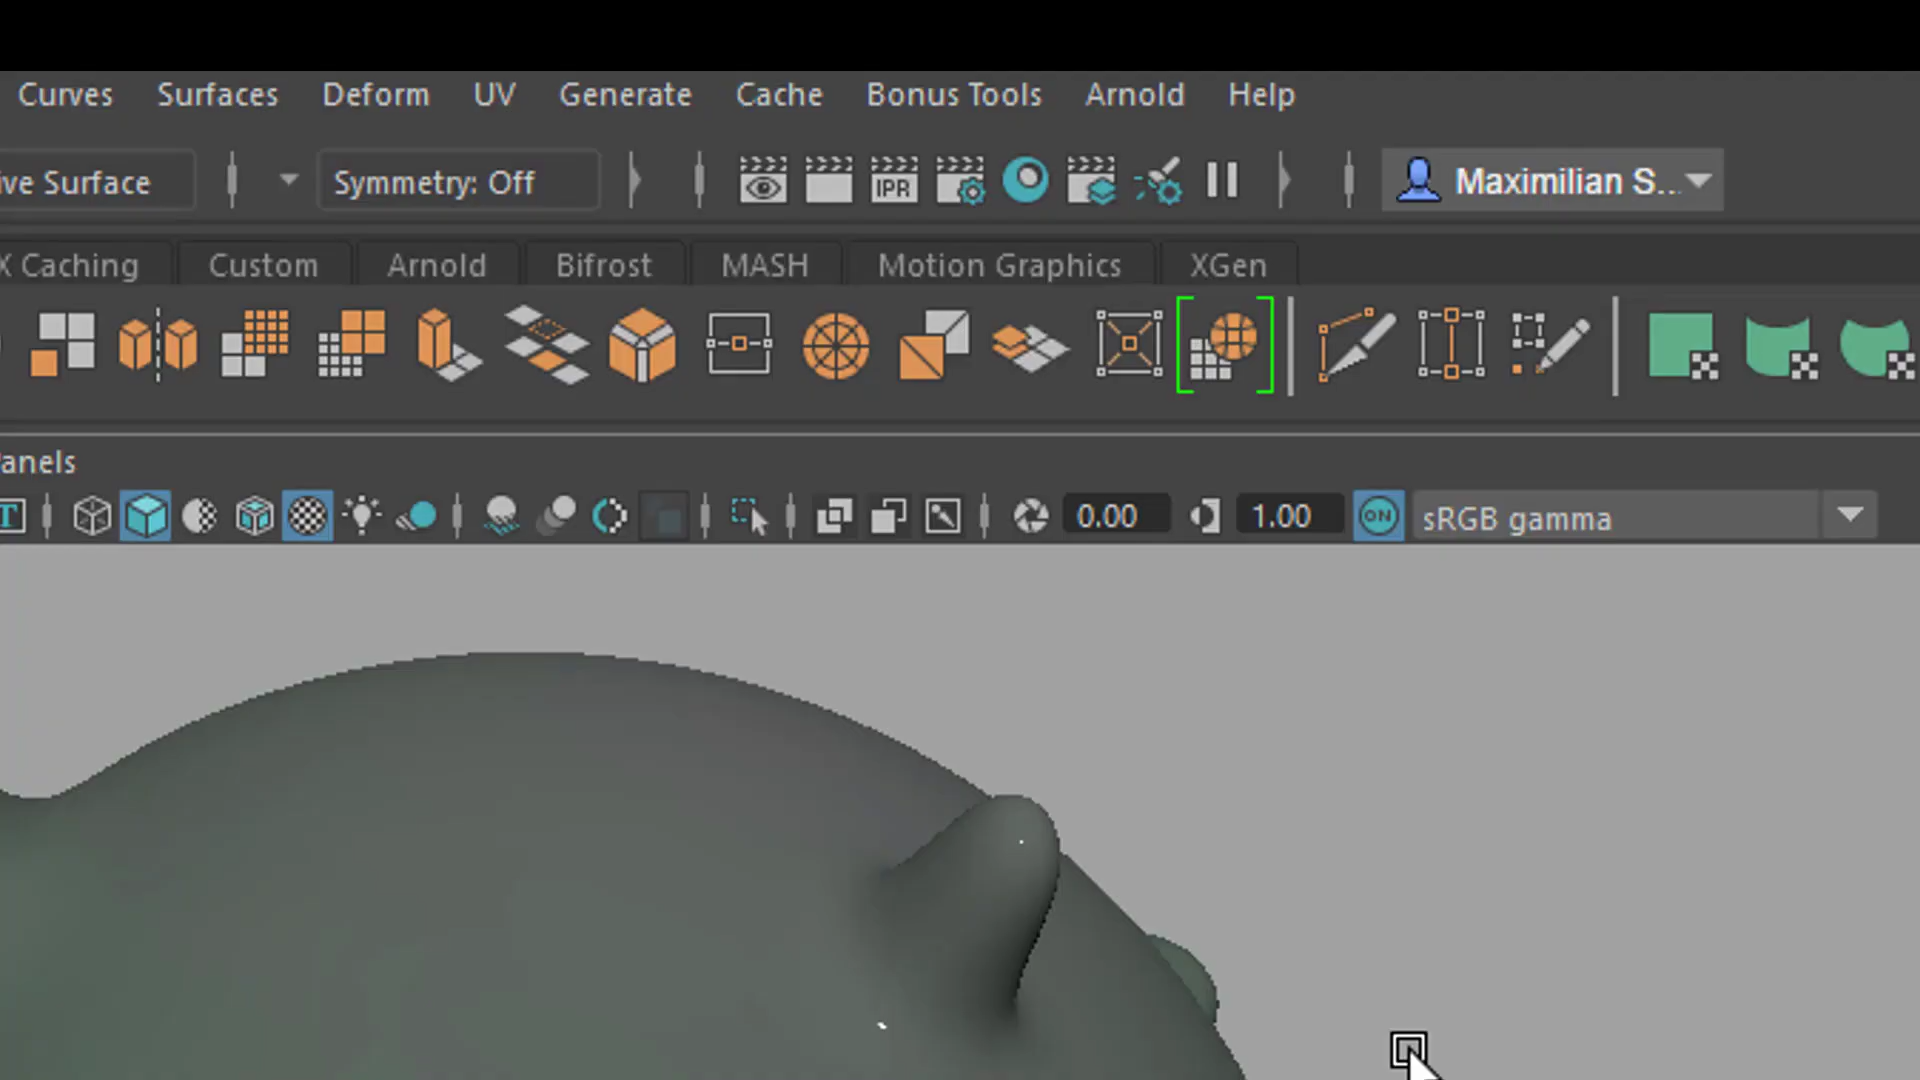 Curves Surfaces Deform UV Generate Cache Bonus Tools Arnold Help
ive Surface Symmetry: Off IPR Maximilian S...
X Caching Custom Arnold Bifrost MASH Motion Graphics XGen
anels
T 0.00 1.00 ON sRGB gamma